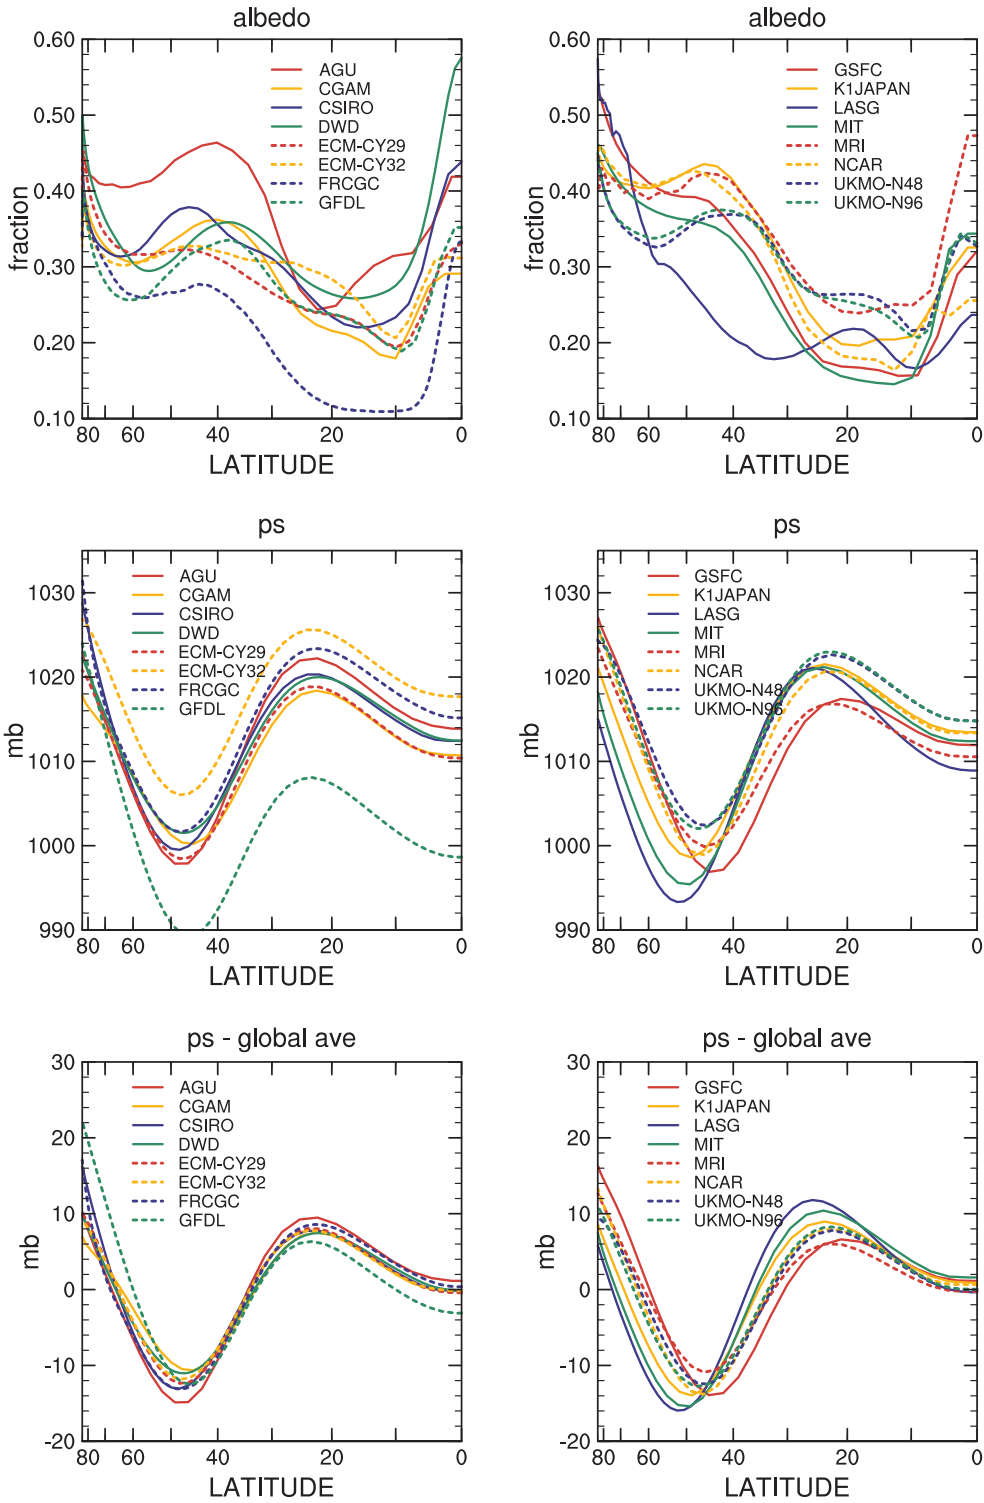 albedo
0.60
0.50
0.40
0.30
0.20
0.10
fraction
AGU
CGAM
CSIRO
DWD
ECM-CY29
ECM-CY32
FRCGC
GFDL
80 60 40 20 0
LATITUDE
albedo
0.60
0.50
0.40
0.30
0.20
0.10
fraction
GSFC
K1JAPAN
LASG
MIT
MRI
NCAR
UKMO-N48
UKMO-N96
80 60 40 20 0
LATITUDE
ps
1030
1020
1010
1000
990
mb
AGU
CGAM
CSIRO
DWD
ECM-CY29
ECM-CY32
FRCGC
GFDL
80 60 40 20 0
LATITUDE
ps
1030
1020
1010
1000
990
mb
GSFC
K1JAPAN
LASG
MIT
MRI
NCAR
UKMO-N48
UKMO-N96
80 60 40 20 0
LATITUDE
ps - global ave
30
20
10
0
-10
-20
mb
AGU
CGAM
CSIRO
DWD
ECM-CY29
ECM-CY32
FRCGC
GFDL
80 60 40 20 0
LATITUDE
ps - global ave
30
20
10
0
-10
-20
mb
GSFC
K1JAPAN
LASG
MIT
MRI
NCAR
UKMO-N48
UKMO-N96
80 60 40 20 0
LATITUDE